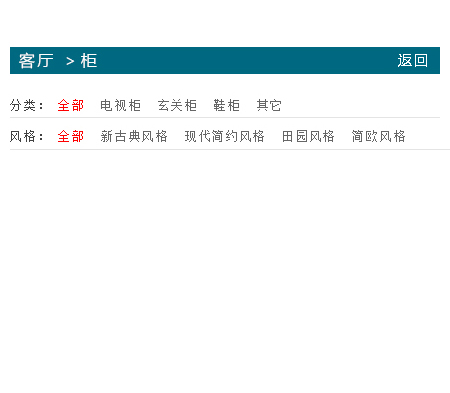 客厅 > 柜 返回
分类： 全部 电视柜 玄关柜 鞋柜 其它
风格： 全部 新古典风格 现代简约风格 田园风格 简欧风格